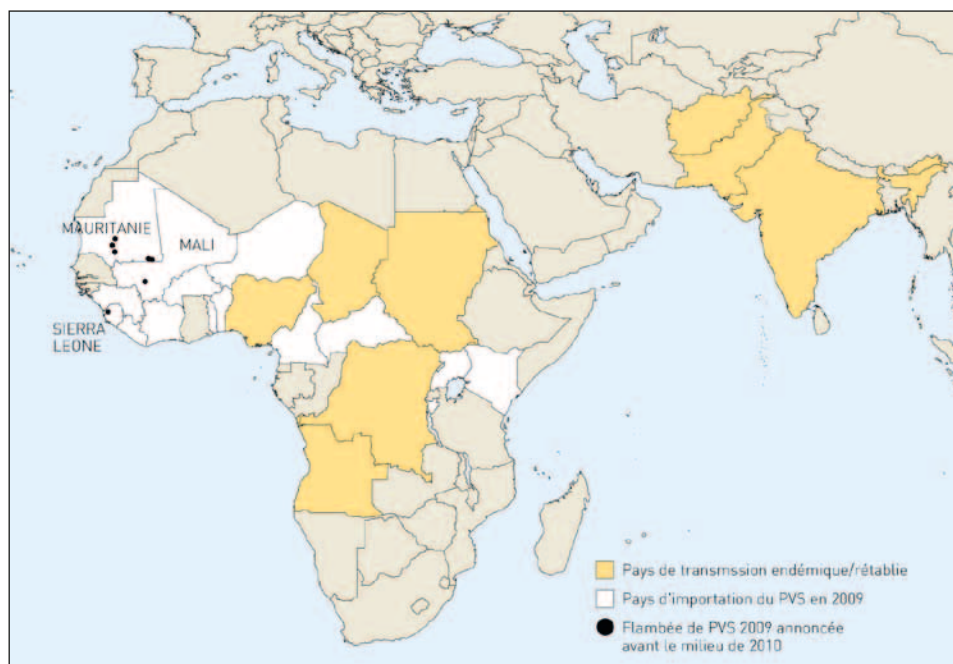 MAURITANIE
MALI
SIERRA
LEONE
Pays de transmssion endémique/rétablie
Pays d'importation du PVS en 2009
Flambée de PVS 2009 annoncée
avant le milieu de 2010